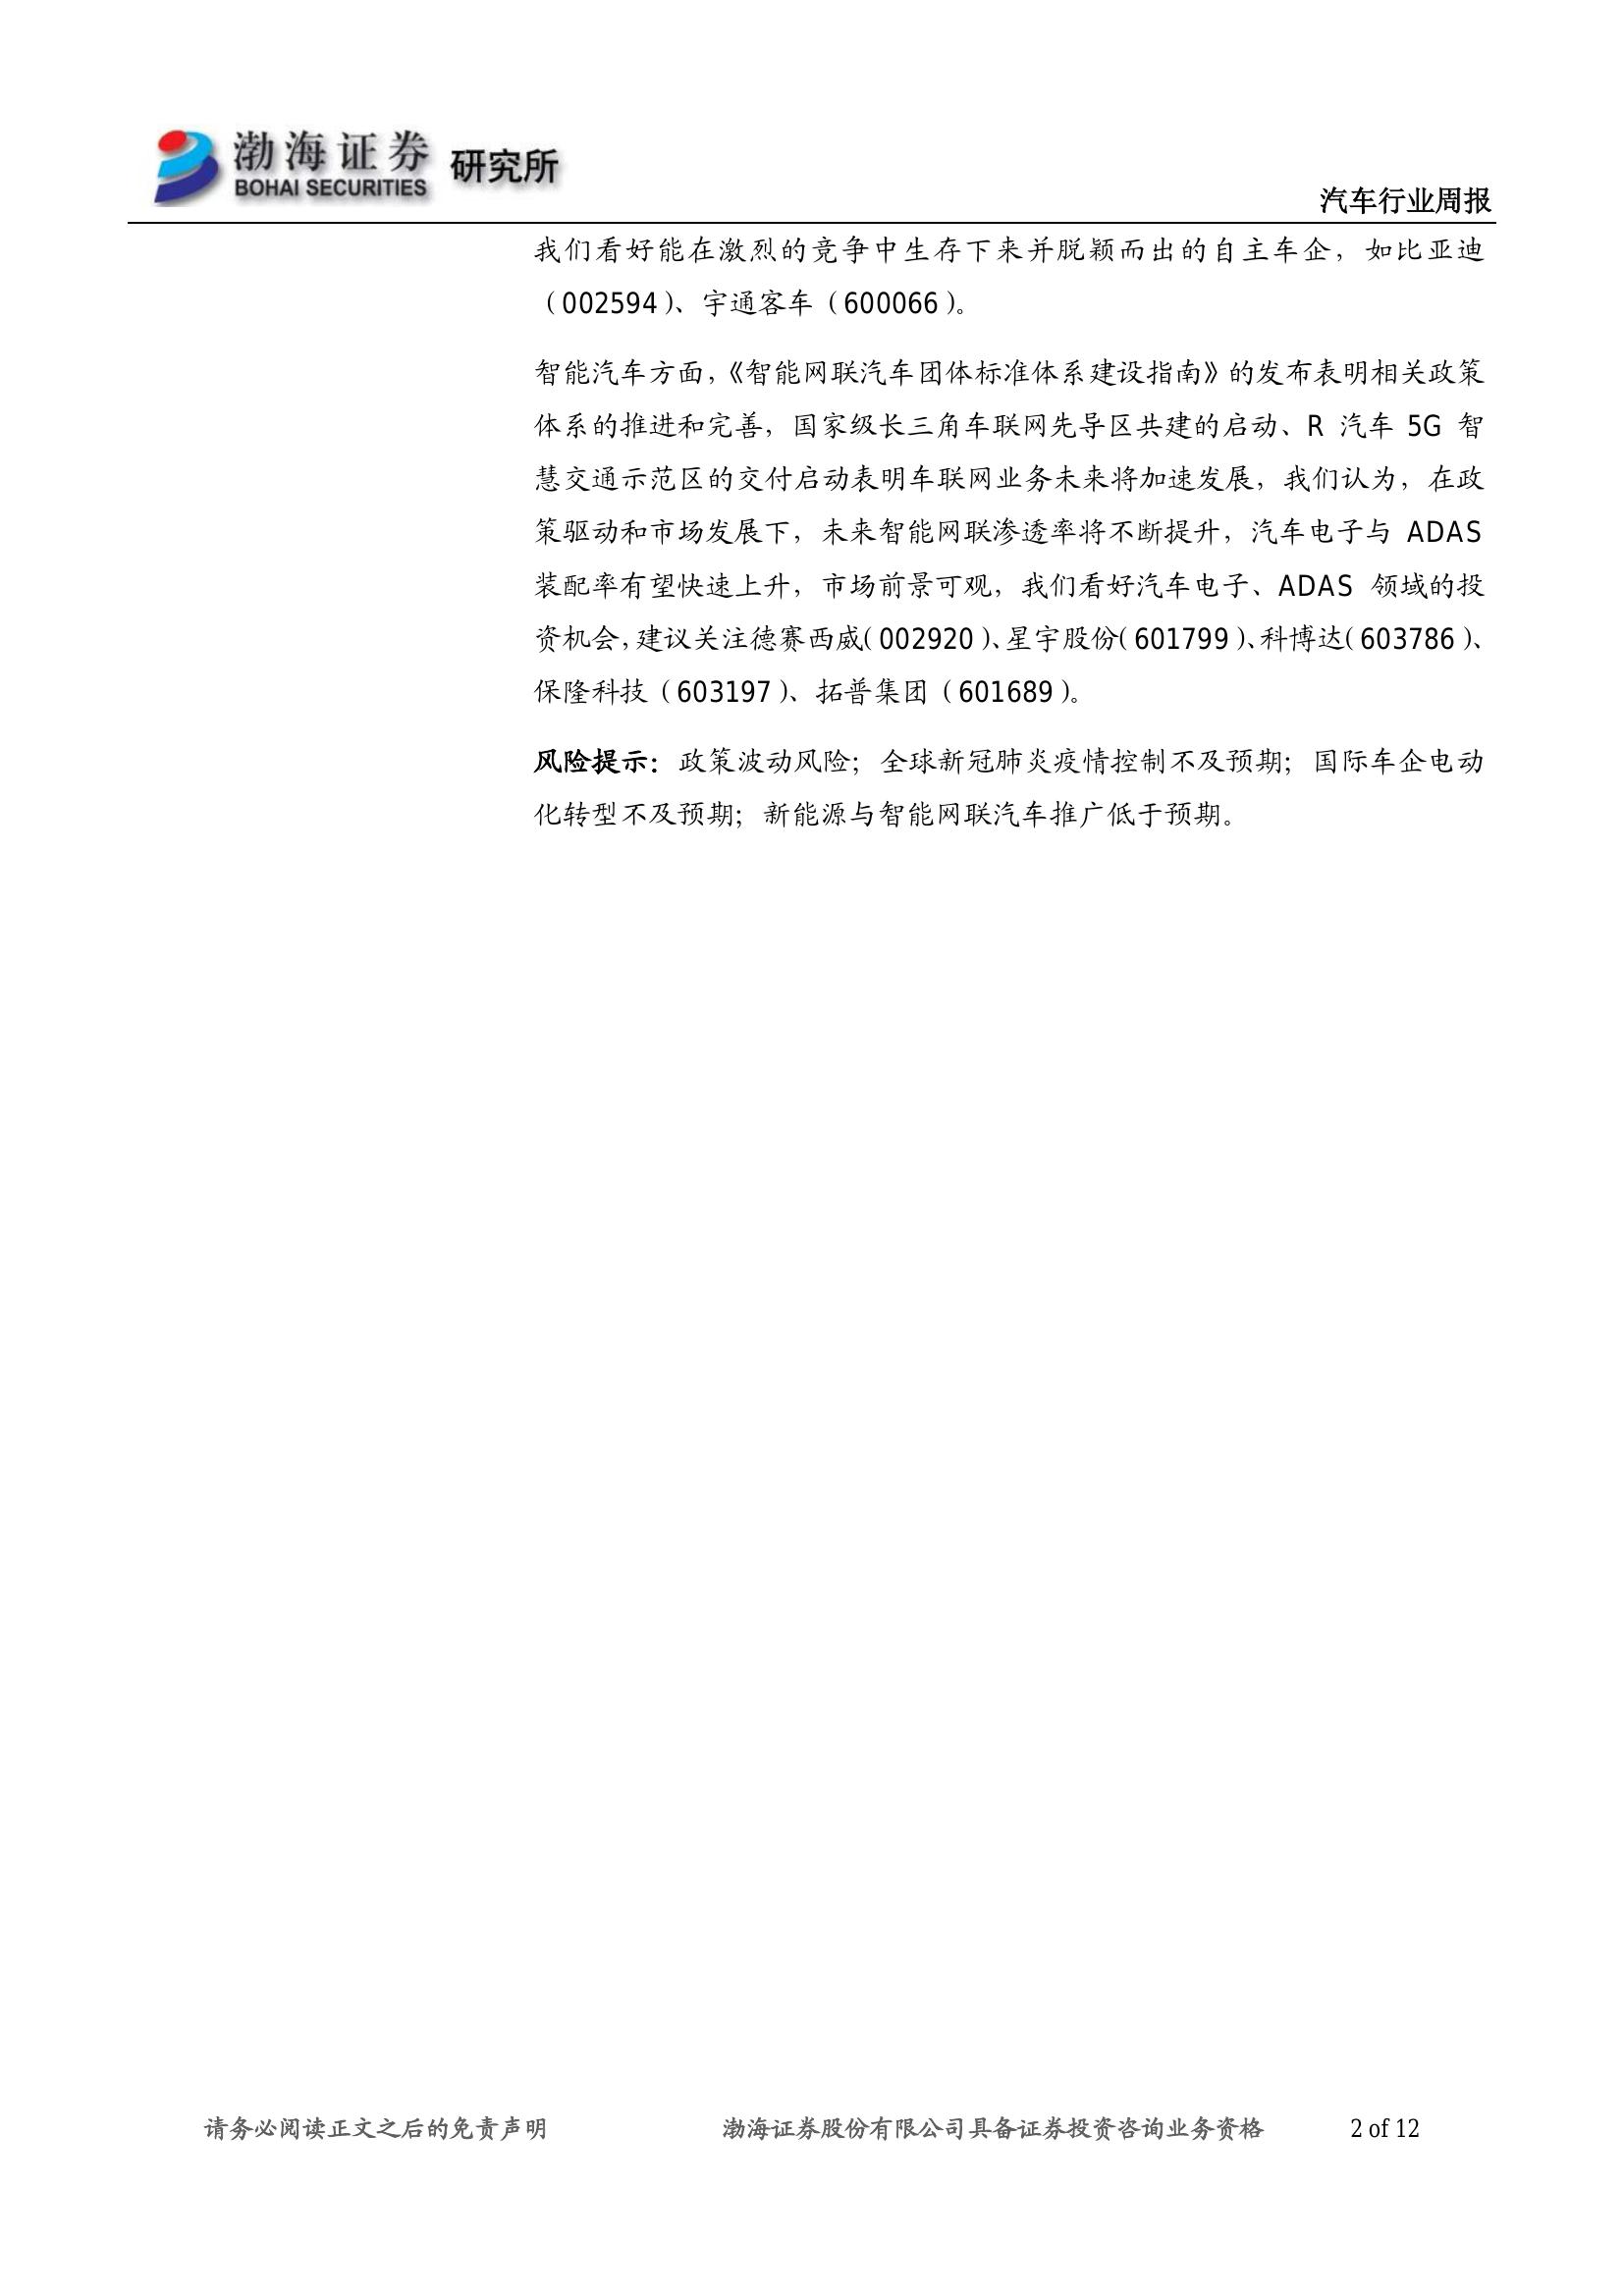 渤海证券 研究所
BOHAI SECURITIES
汽车行业周报
我们看好能在激烈的竞争中生存下来并脱颖而出的自主车企，如比亚迪
（002594）、宇通客车（600066）。
智能汽车方面，《智能网联汽车团体标准体系建设指南》的发布表明相关政策
体系的推进和完善，国家级长三角车联网先导区共建的启动、R 汽车 5G 智
慧交通示范区的交付启动表明车联网业务未来将加速发展，我们认为，在政
策驱动和市场发展下，未来智能网联渗透率将不断提升，汽车电子与 ADAS
装配率有望快速上升，市场前景可观，我们看好汽车电子、ADAS 领域的投
资机会，建议关注德赛西威（002920）、星宇股份（601799）、科博达（603786）、
保隆科技（603197）、拓普集团（601689）。
风险提示：政策波动风险；全球新冠肺炎疫情控制不及预期；国际车企电动
化转型不及预期；新能源与智能网联汽车推广低于预期。
请务必阅读正文之后的免责声明 渤海证券股份有限公司具备证券投资咨询业务资格 2 of 12